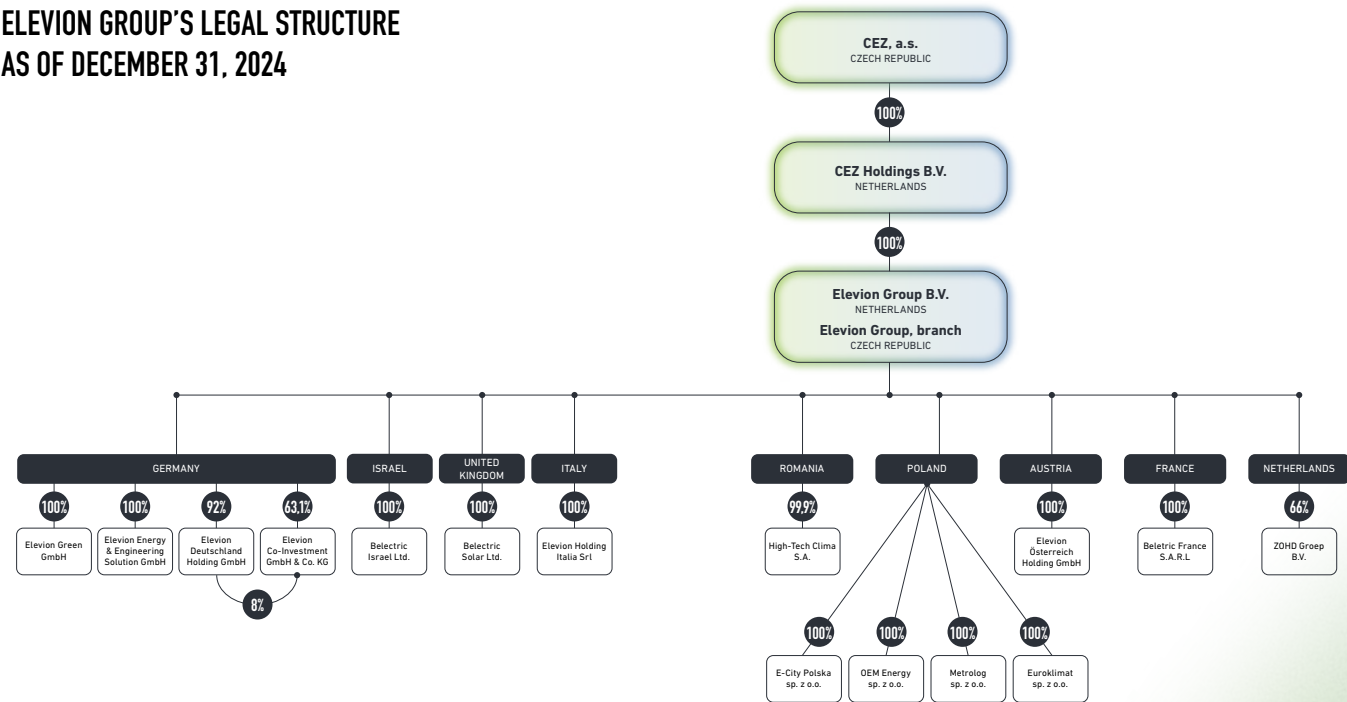 ELEVION GROUP'S LEGAL STRUCTURE
AS OF DECEMBER 31, 2024
CEZ, a.s.
CZECH REPUBLIC
100%
CEZ Holdings B.V.
NETHERLANDS
100%
Elevion Group B.V.
NETHERLANDS
Elevion Group, branch
CZECH REPUBLIC
GERMANY
100%
Elevion Green
GmbH
100%
Elevion Energy
& Engineering
Solution GmbH
92%
Elevion
Deutschland
Holding GmbH
63,1%
Elevion
Co-Investment
GmbH & Co. KG
8%
ISRAEL
100%
Belectric
Israel Ltd.
UNITED
KINGDOM
100%
Belectric
Solar Ltd.
ITALY
100%
Elevion Holding
Italia Srl
ROMANIA
99,9%
High-Tech Clima
S.A.
POLAND
100%
E-City Polska
sp. z o.o.
100%
OEM Energy
sp. z o.o.
100%
Metrolog
sp. z o.o.
100%
Euroklimat
sp. z o.o.
AUSTRIA
100%
Elevion
Österreich
Holding GmbH
FRANCE
100%
Beletric France
S.A.R.L
NETHERLANDS
66%
ZOHD Groep
B.V.